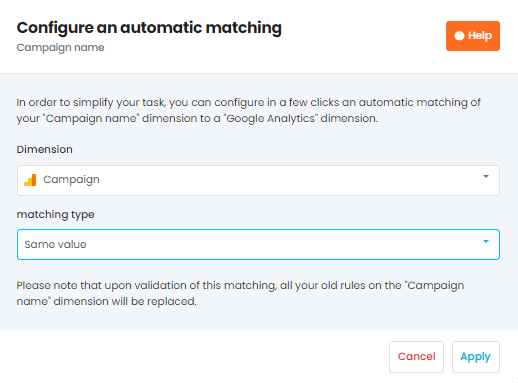 Configure an automatic matching
Campaign name
Help
In order to simplify your task, you can configure in a few clicks an automatic matching of
your "Campaign name" dimension to a "Google Analytics" dimension.
Dimension
Campaign
matching type
Same value
Please note that upon validation of this matching, all your old rules on the "Campaign
name" dimension will be replaced.
Cancel
Apply